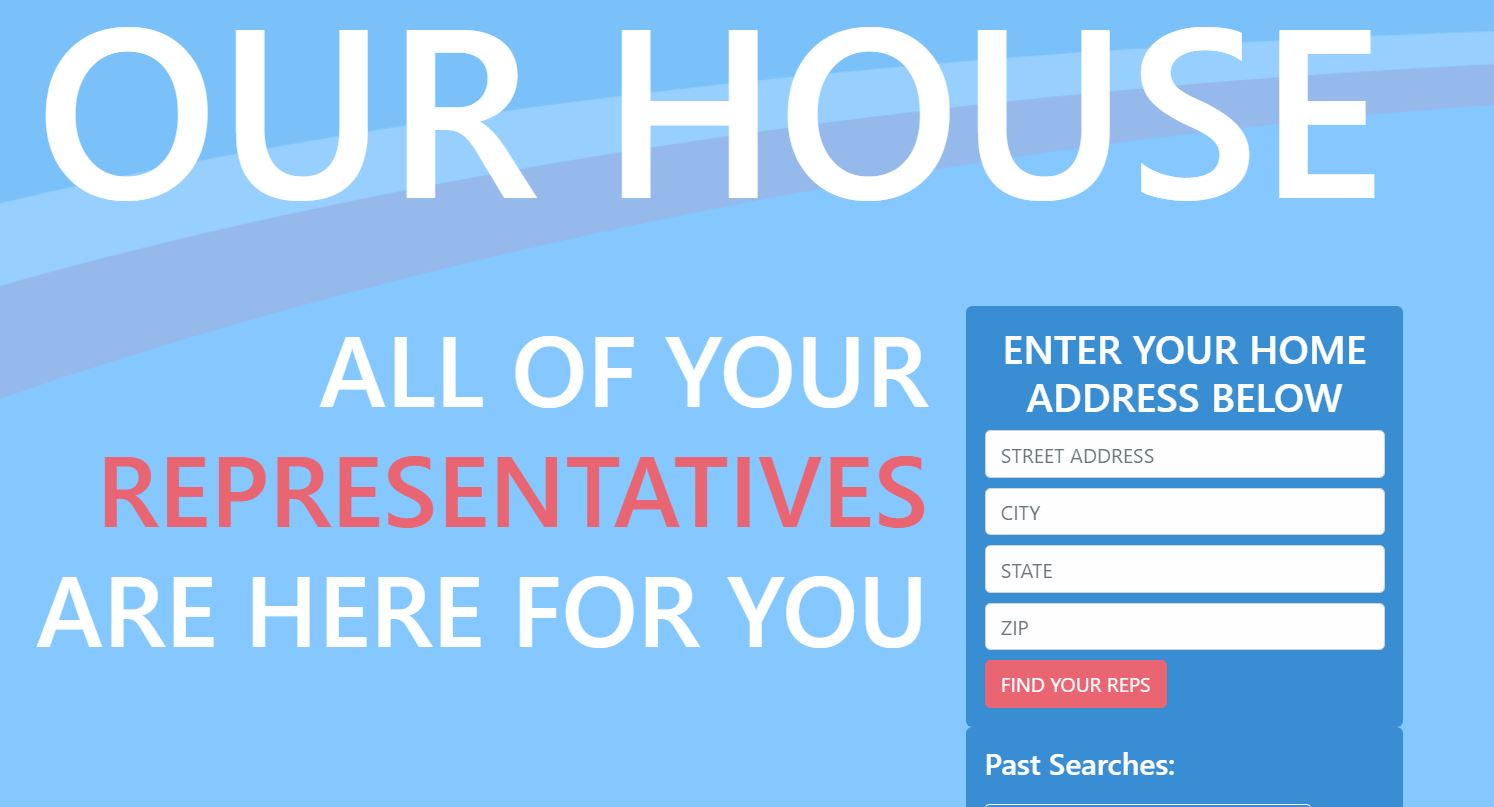 OUR HOUSE
ALL OF YOUR
REPRESENTATIVES
ARE HERE FOR YOU
ENTER YOUR HOME
ADDRESS BELOW
STREET ADDRESS
CITY
STATE
ZIP
FIND YOUR REPS
Past Searches: